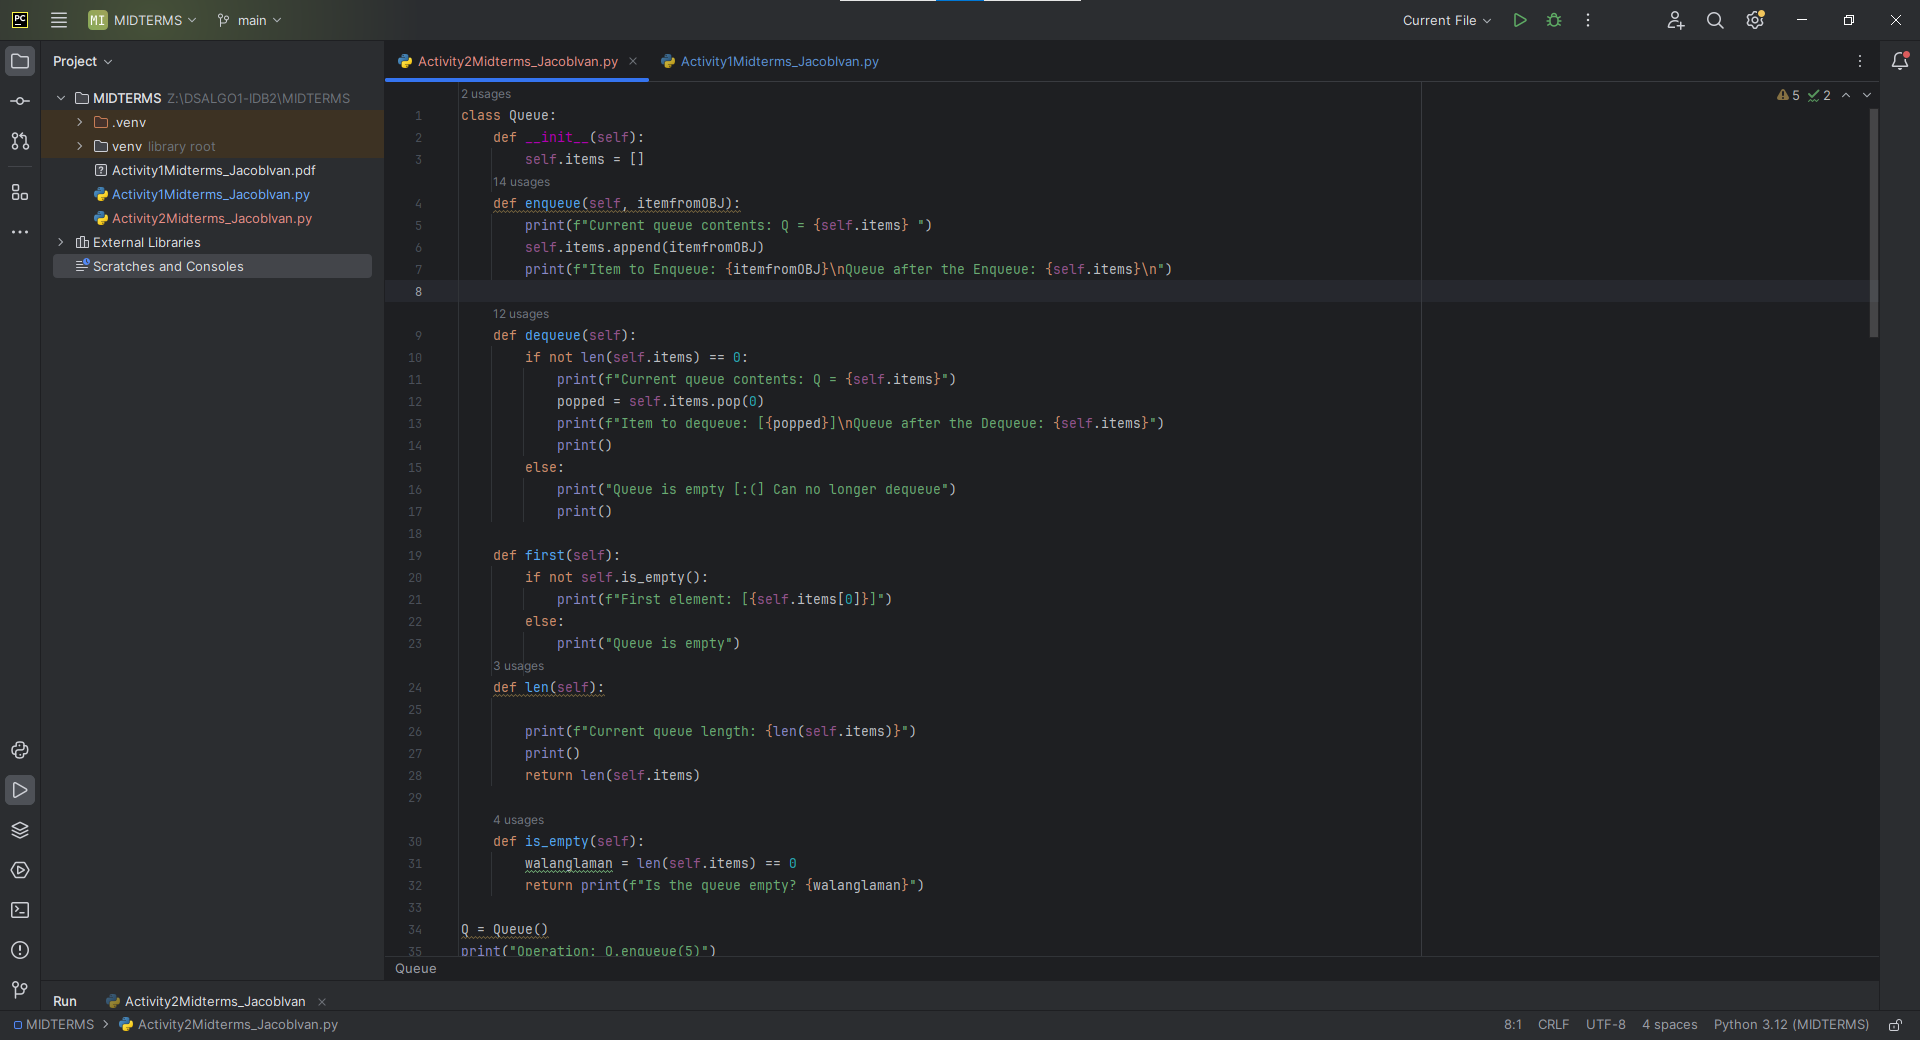 PC
MI MIDTERMS
main
Current File
Project
Activity2Midterms_JacobIvan.py
Activity1Midterms_JacobIvan.py
MIDTERMS Z:\DSALGO1-IDB2\MIDTERMS
.venv
venv library root
Activity1Midterms_JacobIvan.pdf
Activity1Midterms_JacobIvan.py
Activity2Midterms_JacobIvan.py
External Libraries
Scratches and Consoles
5 2
2 usages
1 class Queue:
2 def __init__(self):
3 self.items = []
14 usages
4 def enqueue(self, itemfromOBJ):
5 print(f"Current queue contents: Q = {self.items} ")
6 self.items.append(itemfromOBJ)
7 print(f"Item to Enqueue: {itemfromOBJ}\nQueue after the Enqueue: {self.items}\n")
8
12 usages
9 def dequeue(self):
10 if not len(self.items) == 0:
11 print(f"Current queue contents: Q = {self.items}")
12 popped = self.items.pop(0)
13 print(f"Item to dequeue: [{popped}]\nQueue after the Dequeue: {self.items}")
14 print()
15 else:
16 print("Queue is empty [:(] Can no longer dequeue")
17 print()
18
19 def first(self):
20 if not self.is_empty():
21 print(f"First element: [{self.items[0]}]")
22 else:
23 print("Queue is empty")
3 usages
24 def len(self):
25
26 print(f"Current queue length: {len(self.items)}")
27 print()
28 return len(self.items)
29
4 usages
30 def is_empty(self):
31 walanglaman = len(self.items) == 0
32 return print(f"Is the queue empty? {walanglaman}")
33
34 Q = Queue()
35 print("Operation: Q.enqueue(5)")
Queue
Run Activity2Midterms_JacobIvan
MIDTERMS > Activity2Midterms_JacobIvan.py
8:1 CRLF UTF-8 4 spaces Python 3.12 (MIDTERMS)